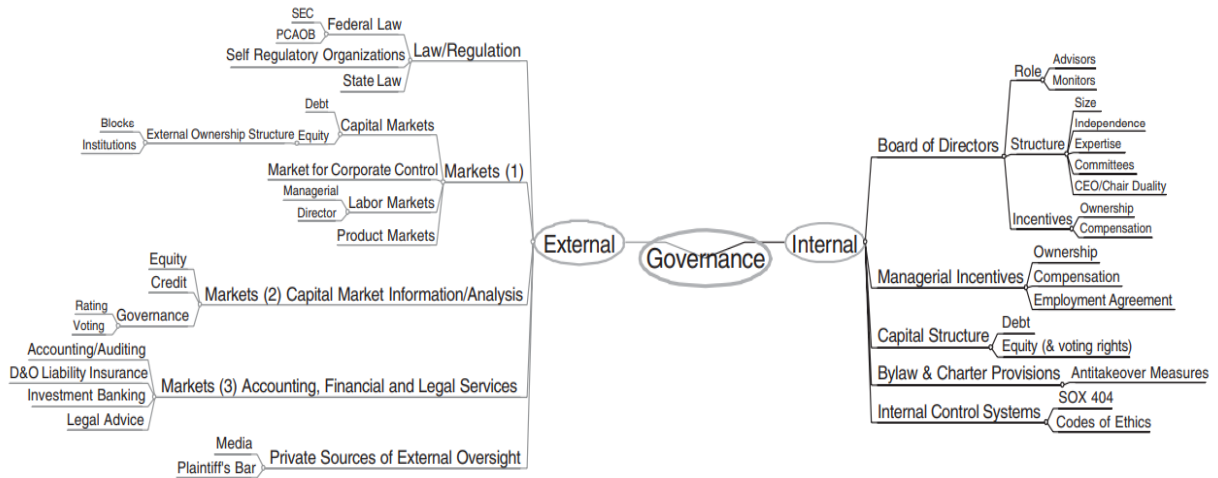 SEC
PCAOB
Federal Law
Self Regulatory Organizations
State Law
Law/Regulation
Debt
Blocks
Institutions
External Ownership Structure
Equity
Capital Markets
Market for Corporate Control
Managerial
Director
Labor Markets
Product Markets
Markets (1)
Equity
Credit
Rating
Voting
Governance
Markets (2) Capital Market Information/Analysis
Accounting/Auditing
D&O Liability Insurance
Investment Banking
Legal Advice
Markets (3) Accounting, Financial and Legal Services
Media
Plaintiff's Bar
Private Sources of External Oversight
External
Governance
Internal
Board of Directors
Role
Advisors
Monitors
Structure
Size
Independence
Expertise
Committees
CEO/Chair Duality
Incentives
Ownership
Compensation
Managerial Incentives
Ownership
Compensation
Employment Agreement
Capital Structure
Debt
Equity (& voting rights)
Bylaw & Charter Provisions
Antitakeover Measures
Internal Control Systems
SOX 404
Codes of Ethics